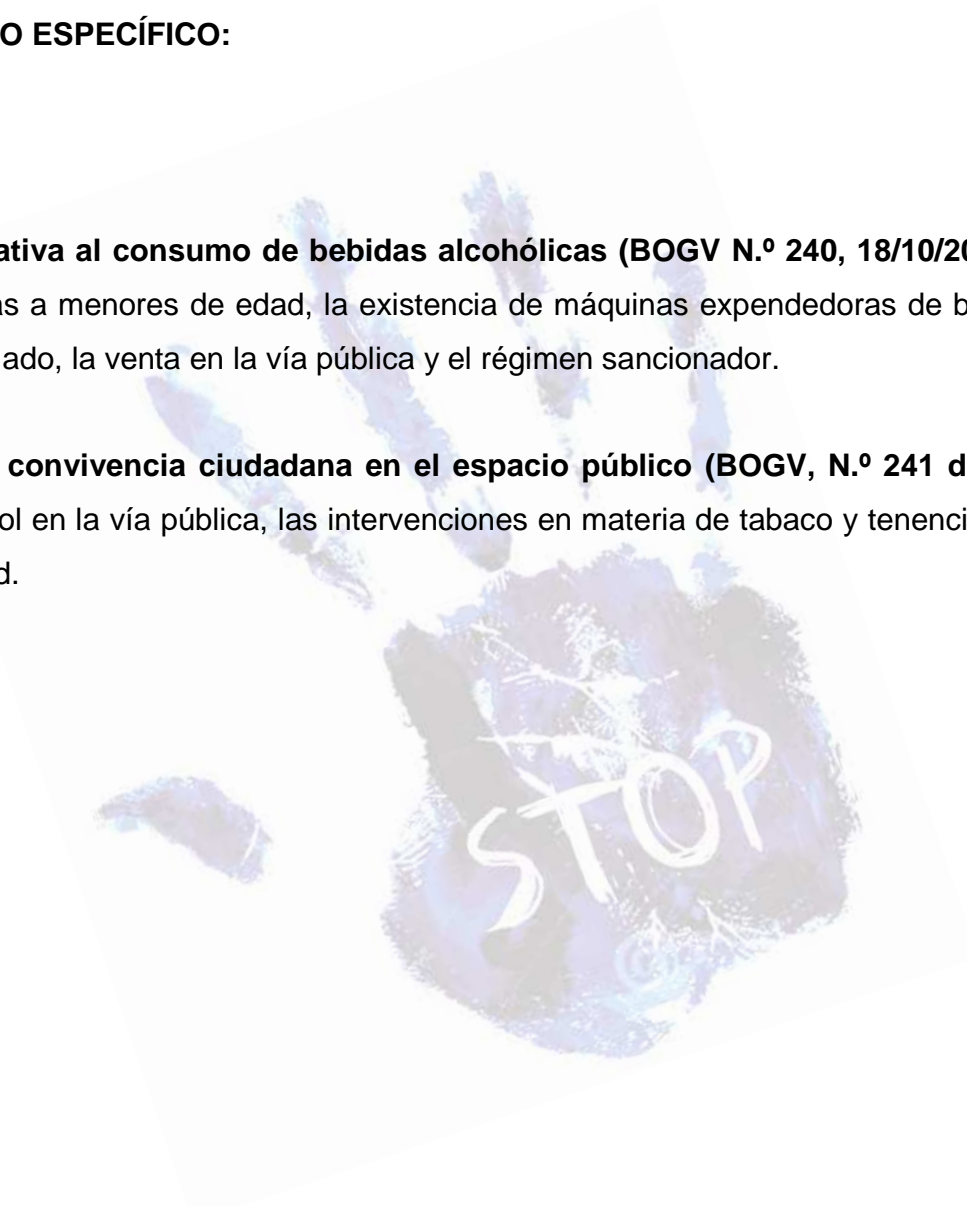 O ESPECÍFICO:
ativa al consumo de bebidas alcohólicas (BOGV N.º 240, 18/10/20
as a menores de edad, la existencia de máquinas expendedoras de b
ado, la venta en la vía pública y el régimen sancionador.
convivencia ciudadana en el espacio público (BOGV, N.º 241 d
ol en la vía pública, las intervenciones en materia de tabaco y tenenci
d.
STOP